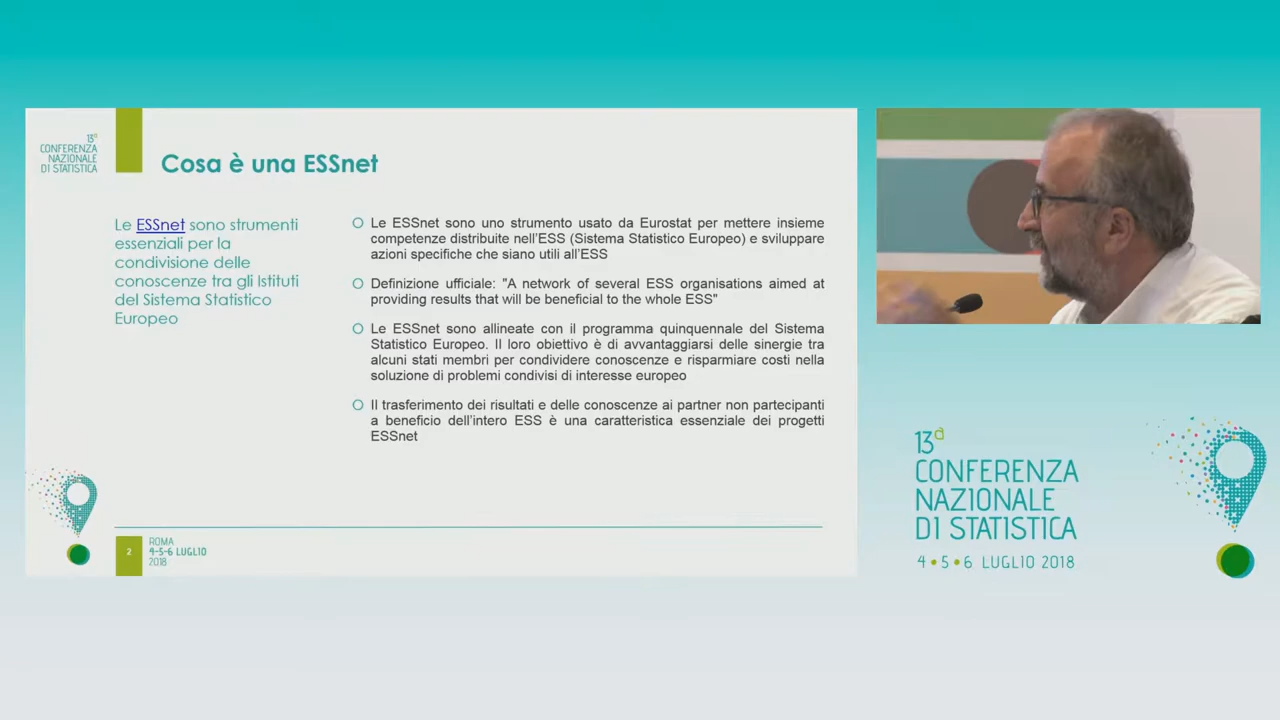 13a
CONFERENZA
NAZIONALE
DI STATISTICA
Cosa è una ESSnet
Le ESSnet sono strumenti
essenziali per la
condivisione delle
conoscenze tra gli Istituti
del Sistema Statistico
Europeo
Le ESSnet sono uno strumento usato da Eurostat per mettere insieme
competenze distribuite nell'ESS (Sistema Statistico Europeo) e sviluppare
azioni specifiche che siano utili all'ESS
Definizione ufficiale: "A network of several ESS organisations aimed at
providing results that will be beneficial to the whole ESS"
Le ESSnet sono allineate con il programma quinquennale del Sistema
Statistico Europeo. Il loro obiettivo è di avvantaggiarsi delle sinergie tra
alcuni stati membri per condividere conoscenze e risparmiare costi nella
soluzione di problemi condivisi di interesse europeo
Il trasferimento dei risultati e delle conoscenze ai partner non partecipanti
a beneficio dell'intero ESS è una caratteristica essenziale dei progetti
ESSnet
2
ROMA
4-5-6 LUGLIO
2018
13a
CONFERENZA
NAZIONALE
DI STATISTICA
4•5•6 LUGLIO 2018